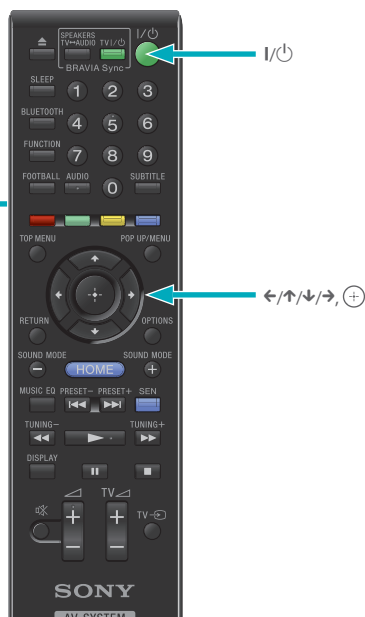 SPEAKERS
TV↔AUDIO TV I/⏻ I/⏻
BRAVIA Sync
I/⏻
SLEEP
1 2 3
BLUETOOTH
4 5 6
FUNCTION
7 8 9
FOOTBALL AUDIO SUBTITLE
0
TOP MENU POP UP/MENU
←/↑/↓/→, ⊕
RETURN OPTIONS
SOUND MODE SOUND MODE
− HOME +
MUSIC EQ PRESET− PRESET+ SEN
TUNING− TUNING+
DISPLAY
TV
+ + TV
− −
SONY
AV SYSTEM